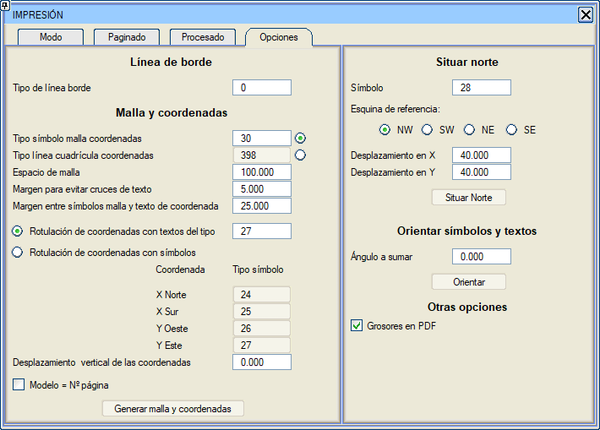 IMPRESIÓN
Modo
Paginado
Procesado
Opciones
Línea de borde
Tipo de línea borde 0
Malla y coordenadas
Tipo símbolo malla coordenadas 30
Tipo línea cuadrícula coordenadas 398
Espacio de malla 100.000
Margen para evitar cruces de texto 5.000
Margen entre símbolos malla y texto de coordenada 25.000
Rotulación de coordenadas con textos del tipo 27
Rotulación de coordenadas con símbolos
Coordenada Tipo símbolo
X Norte 24
X Sur 25
Y Oeste 26
Y Este 27
Desplazamiento vertical de las coordenadas 0.000
Modelo = Nº página
Generar malla y coordenadas
Situar norte
Símbolo 28
Esquina de referencia:
NW SW NE SE
Desplazamiento en X 40.000
Desplazamiento en Y 40.000
Situar Norte
Orientar símbolos y textos
Ángulo a sumar 0.000
Orientar
Otras opciones
Grosores en PDF